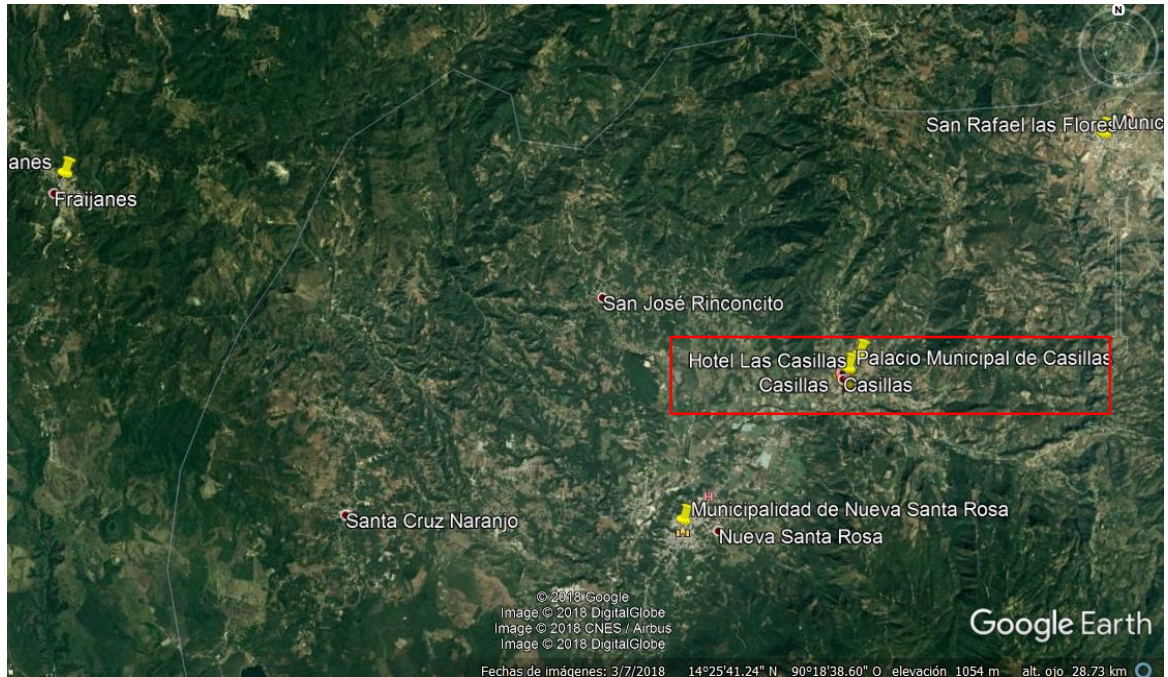 N
San Rafael las Flores Munic
anes
Fraijanes
San José Rinconcito
Hotel Las Casillas Palacio Municipal de Casillas
Casillas Casillas
H
Municipalidad de Nueva Santa Rosa
Santa Cruz Naranjo
Nueva Santa Rosa
© 2018 Google
Image © 2018 DigitalGlobe
Image © 2018 CNES / Airbus
Image © 2018 DigitalGlobe
Google Earth
Fechas de imágenes: 3/7/2018 14°25'41.24" N 90°18'38.60" O elevación 1054 m alt. ojo 28.73 km